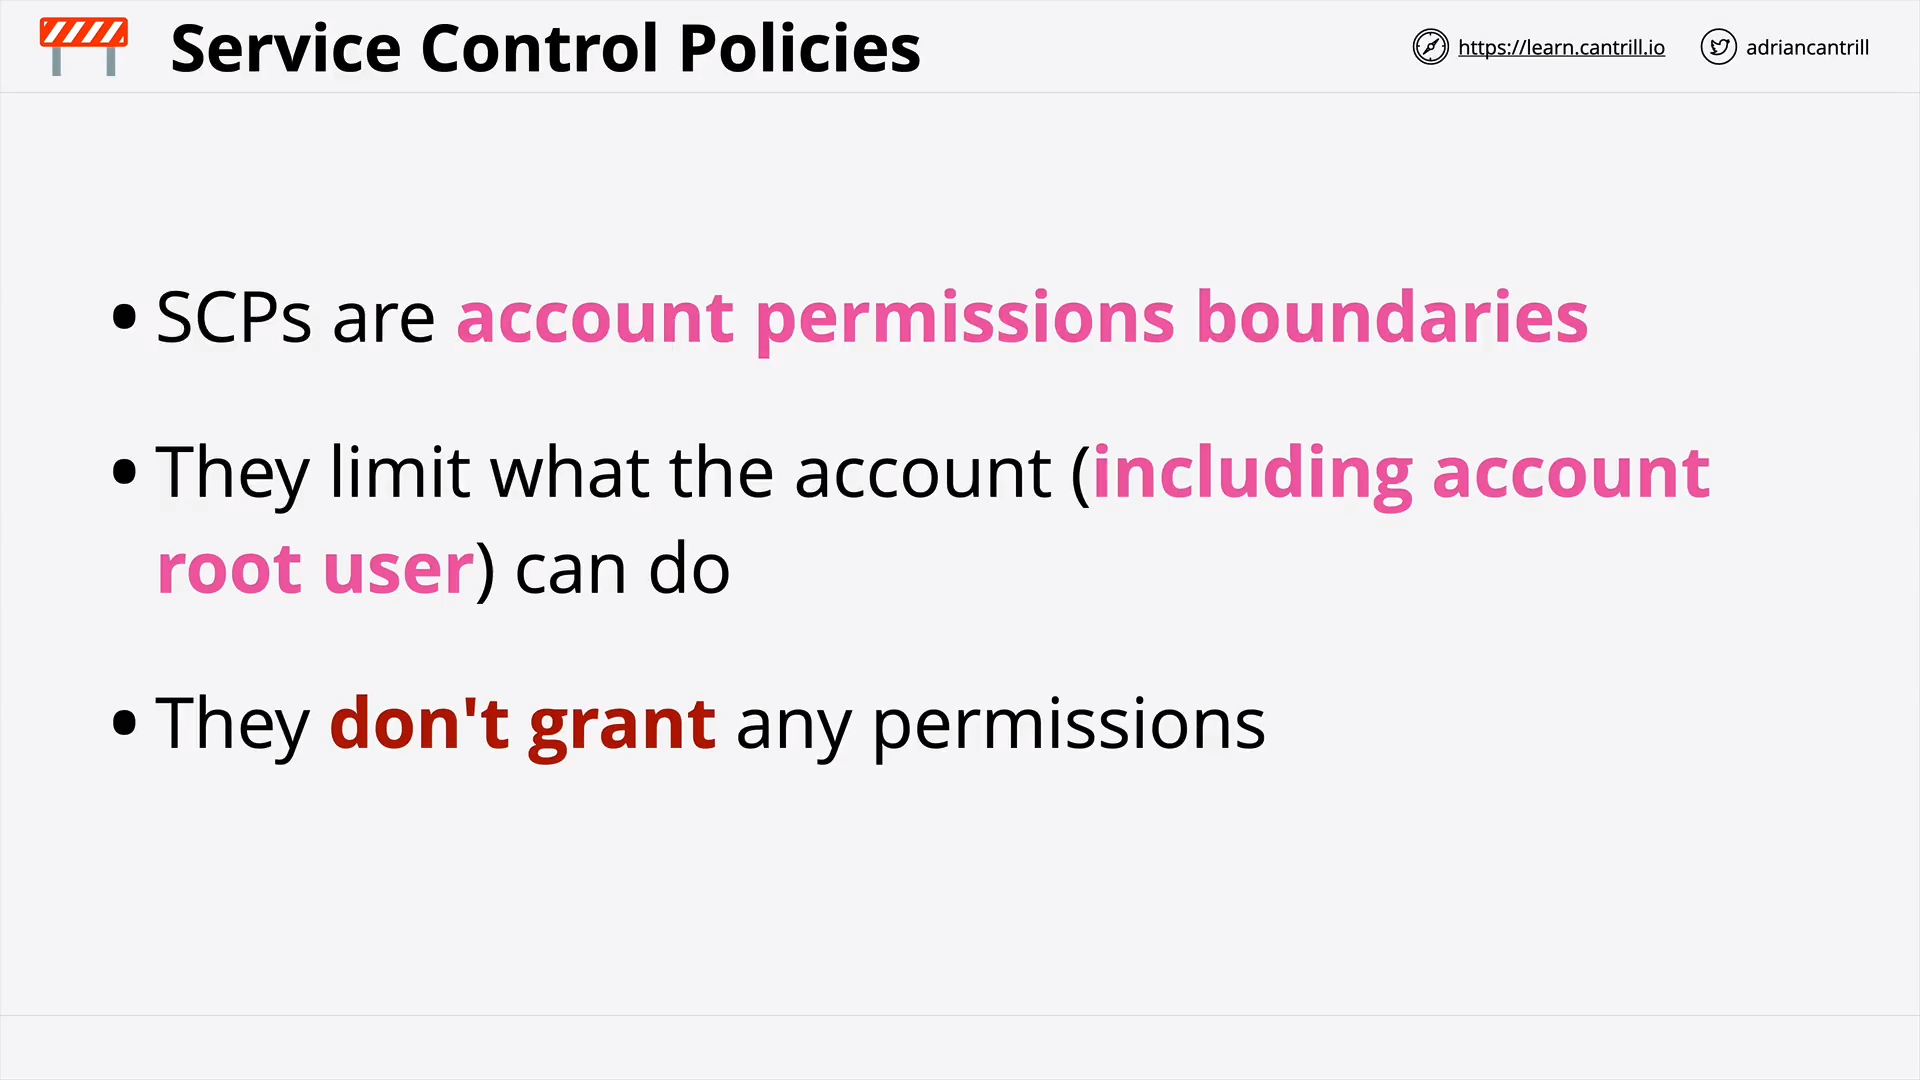 Service Control Policies
https://learn.cantrill.io
adriancantrill
• SCPs are account permissions boundaries
• They limit what the account (including account
root user) can do
• They don't grant any permissions